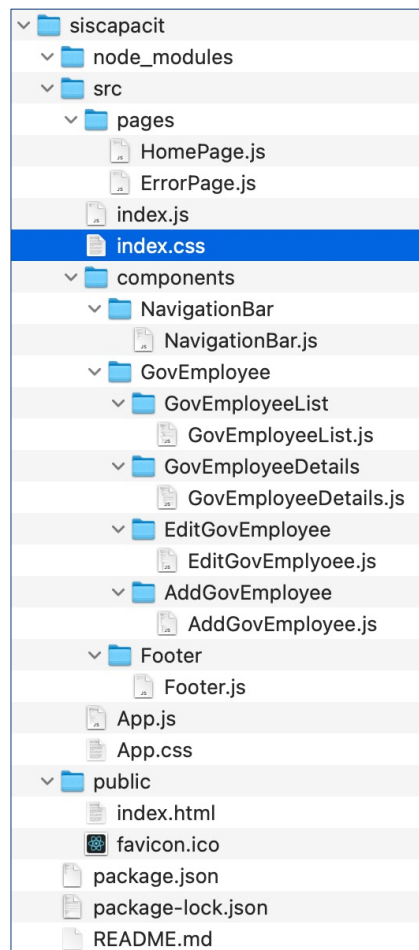 siscapacit
node_modules
src
pages
HomePage.js
ErrorPage.js
index.js
index.css
components
NavigationBar
NavigationBar.js
GovEmployee
GovEmployeeList
GovEmployeeList.js
GovEmployeeDetails
GovEmployeeDetails.js
EditGovEmployee
EditGovEmplyoee.js
AddGovEmployee
AddGovEmployee.js
Footer
Footer.js
App.js
App.css
public
index.html
favicon.ico
package.json
package-lock.json
README.md